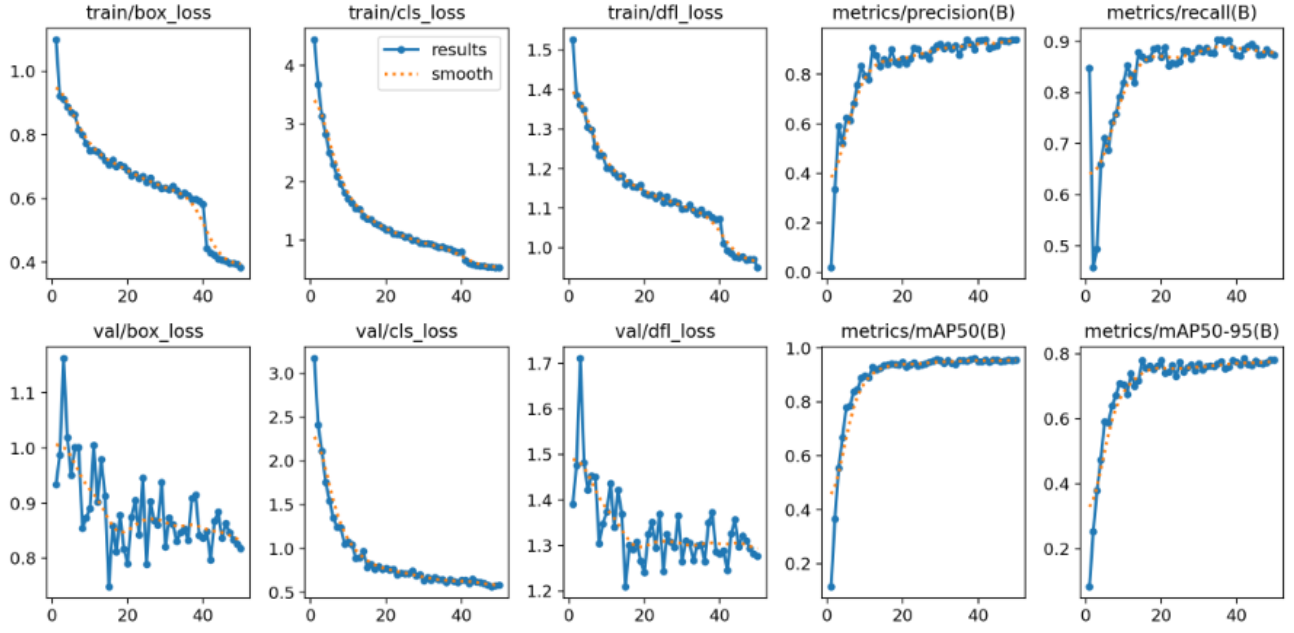 train/box_loss
train/cls_loss
train/dfl_loss
metrics/precision(B)
metrics/recall(B)
results
smooth
1.0
0.8
0.6
0.4
0 20 40
4
3
2
1
0 20 40
1.5
1.4
1.3
1.2
1.1
1.0
0 20 40
0.8
0.6
0.4
0.2
0.0
0 20 40
0.9
0.8
0.7
0.6
0.5
0 20 40
val/box_loss
val/cls_loss
val/dfl_loss
metrics/mAP50(B)
metrics/mAP50-95(B)
1.1
1.0
0.9
0.8
0 20 40
3.0
2.5
2.0
1.5
1.0
0.5
0 20 40
1.7
1.6
1.5
1.4
1.3
1.2
0 20 40
1.0
0.8
0.6
0.4
0.2
0 20 40
0.8
0.6
0.4
0.2
0 20 40